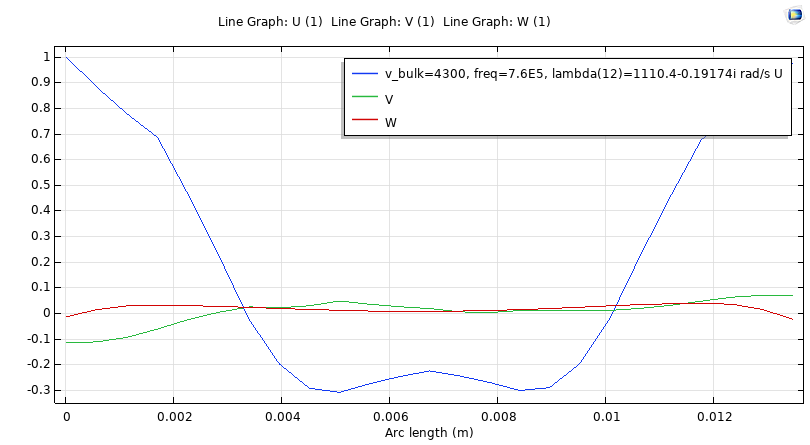 Line Graph: U (1) Line Graph: V (1) Line Graph: W (1)
v_bulk=4300, freq=7.6E5, lambda(12)=1110.4-0.19174i rad/s U
V
W
1
0.9
0.8
0.7
0.6
0.5
0.4
0.3
0.2
0.1
0
-0.1
-0.2
-0.3
0 0.002 0.004 0.006 0.008 0.01 0.012
Arc length (m)